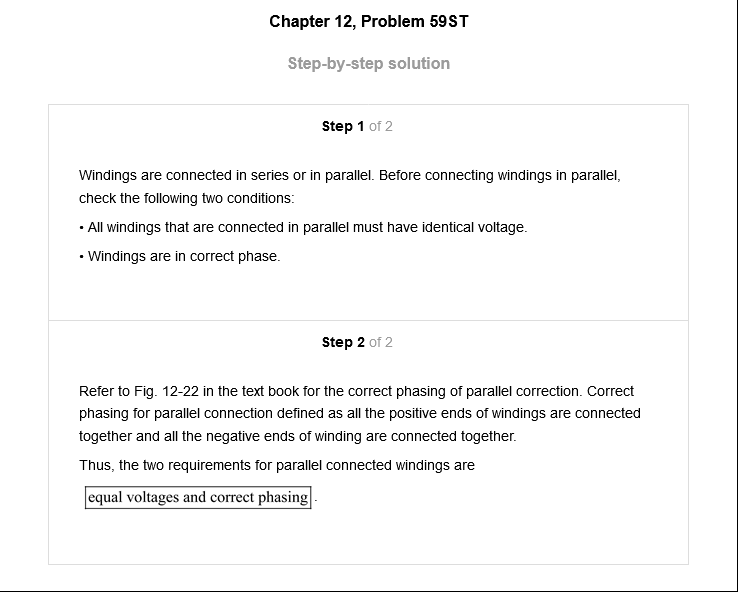 Chapter 12, Problem 59ST
Step-by-step solution
Step 1 of 2
Windings are connected in series or in parallel. Before connecting windings in parallel,
check the following two conditions:
• All windings that are connected in parallel must have identical voltage.
• Windings are in correct phase.
Step 2 of 2
Refer to Fig. 12-22 in the text book for the correct phasing of parallel correction. Correct
phasing for parallel connection defined as all the positive ends of windings are connected
together and all the negative ends of winding are connected together.
Thus, the two requirements for parallel connected windings are
equal voltages and correct phasing.